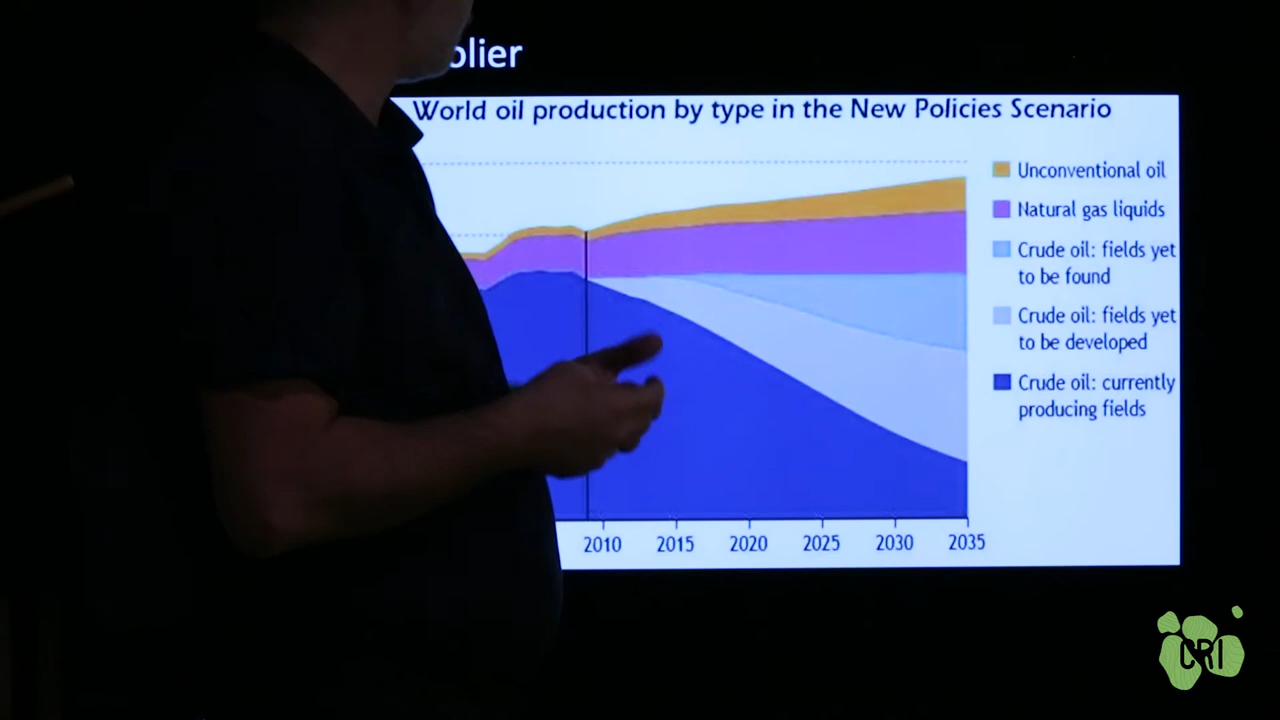 World oil production by type in the New Policies Scenario
Unconventional oil
Natural gas liquids
Crude oil: fields yet
to be found
Crude oil: fields yet
to be developed
Crude oil: currently
producing fields
2010 2015 2020 2025 2030 2035
CRI